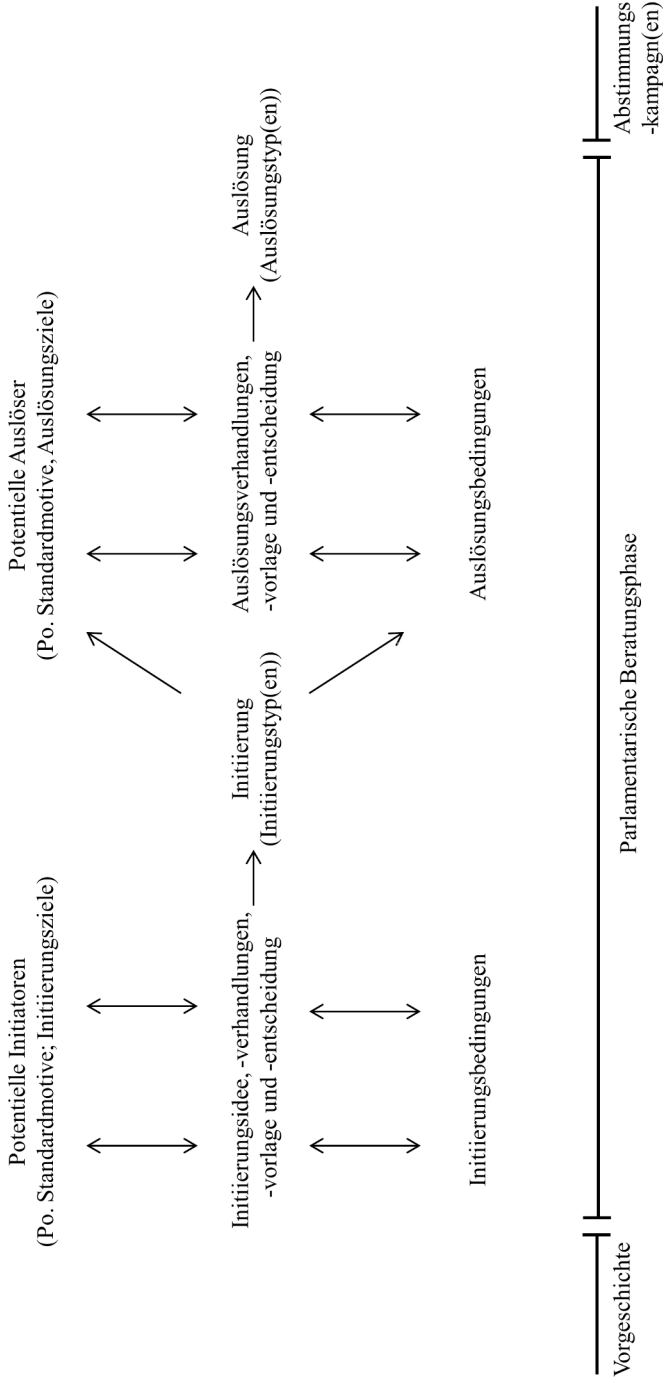 Potentielle Initiatoren
(Po. Standardmotive; Initiierungsziele)
Potentielle Auslöser
(Po. Standardmotive, Auslösungsziele)
Initiierungsidee, -verhandlungen,
-vorlage und -entscheidung
Initiierung
(Initiierungstyp(en))
Auslösungsverhandlungen,
-vorlage und -entscheidung
Auslösung
(Auslösungstyp(en))
Initiierungsbedingungen
Auslösungsbedingungen
Vorgeschichte
Parlamentarische Beratungsphase
Abstimmungs
-kampagn(en)